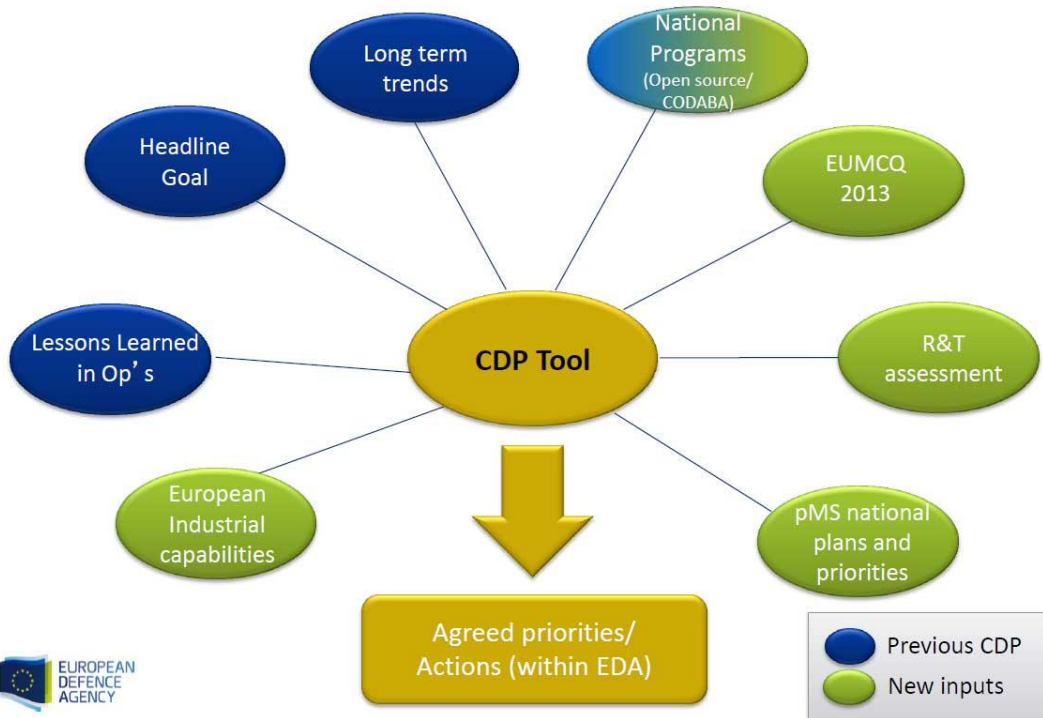 Long term
trends
National
Programs
(Open source/
CODABA)
Headline
Goal
EUMCQ
2013
Lessons Learned
in Op's
CDP Tool
R&T
assessment
European
Industrial
capabilities
pMS national
plans and
priorities
Agreed priorities/
Actions (within EDA)
Previous CDP
New inputs
EUROPEAN
DEFENCE
AGENCY